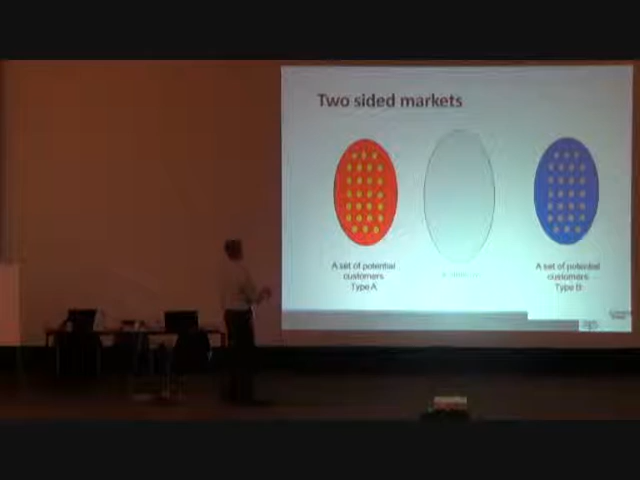 Two sided markets
A set of potential
customers
Type A
A set of potential
customers
Type B